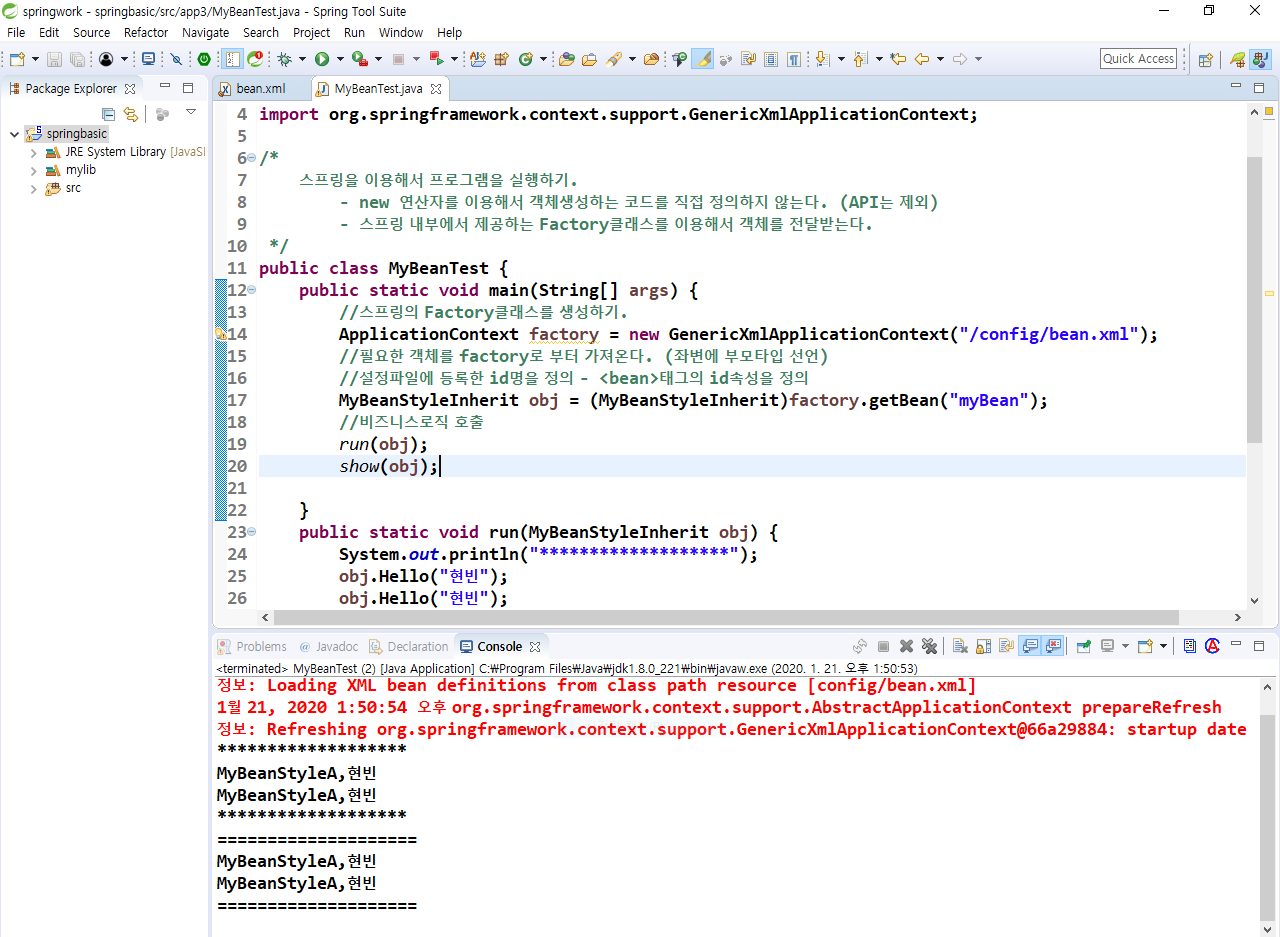 springwork - springbasic/src/app3/MyBeanTest.java - Spring Tool Suite
File Edit Source Refactor Navigate Search Project Run Window Help
Quick Access
Package Explorer
springbasic
JRE System Library [JavaSI
mylib
src
bean.xml MyBeanTest.java
4 import org.springframework.context.support.GenericXmlApplicationContext;
5
6 /*
7 스프링을 이용해서 프로그램을 실행하기.
8 - new 연산자를 이용해서 객체생성하는 코드를 직접 정의하지 않는다. (API는 제외)
9 - 스프링 내부에서 제공하는 Factory클래스를 이용해서 객체를 전달받는다.
10 */
11 public class MyBeanTest {
12 public static void main(String[] args) {
13 //스프링의 Factory클래스를 생성하기.
14 ApplicationContext factory = new GenericXmlApplicationContext("/config/bean.xml");
15 //필요한 객체를 factory로 부터 가져온다. (좌변에 부모타입 선언)
16 //설정파일에 등록한 id명을 정의 - <bean>태그의 id속성을 정의
17 MyBeanStyleInherit obj = (MyBeanStyleInherit)factory.getBean("myBean");
18 //비즈니스로직 호출
19 run(obj);
20 show(obj);
21
22 }
23 public static void run(MyBeanStyleInherit obj) {
24 System.out.println("*******************");
25 obj.Hello("현빈");
26 obj.Hello("현빈");
Problems @ Javadoc Declaration Console
<terminated> MyBeanTest (2) [Java Application] C:₩Program Files₩Java₩jdk1.8.0_221₩bin₩javaw.exe (2020. 1. 21. 오후 1:50:53)
정보: Loading XML bean definitions from class path resource [config/bean.xml]
1월 21, 2020 1:50:54 오후 org.springframework.context.support.AbstractApplicationContext prepareRefresh
정보: Refreshing org.springframework.context.support.GenericXmlApplicationContext@66a29884: startup date
*******************
MyBeanStyleA,현빈
MyBeanStyleA,현빈
*******************
====================
MyBeanStyleA,현빈
MyBeanStyleA,현빈
====================